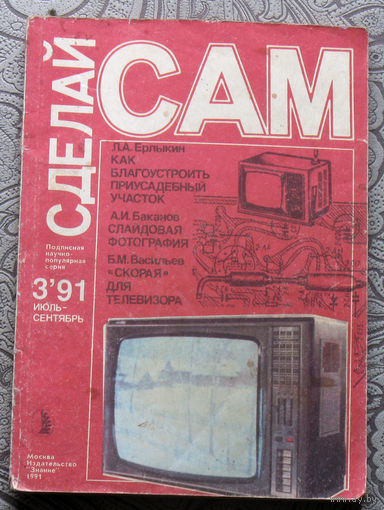 СДЕЛАЙ
САМ
Л.А. Ерлыкин
КАК
БЛАГОУСТРОИТЬ
ПРИУСАДЕБНЫЙ
УЧАСТОК
А.И. Баканов
СЛАЙДОВАЯ
ФОТОГРАФИЯ
Б.М. Васильев
«СКОРАЯ»
ДЛЯ
ТЕЛЕВИЗОРА
Подписная
научно-
популярная
серия
3'91
ИЮЛЬ-
СЕНТЯБРЬ
Москва
Издательство
"Знание"
1991